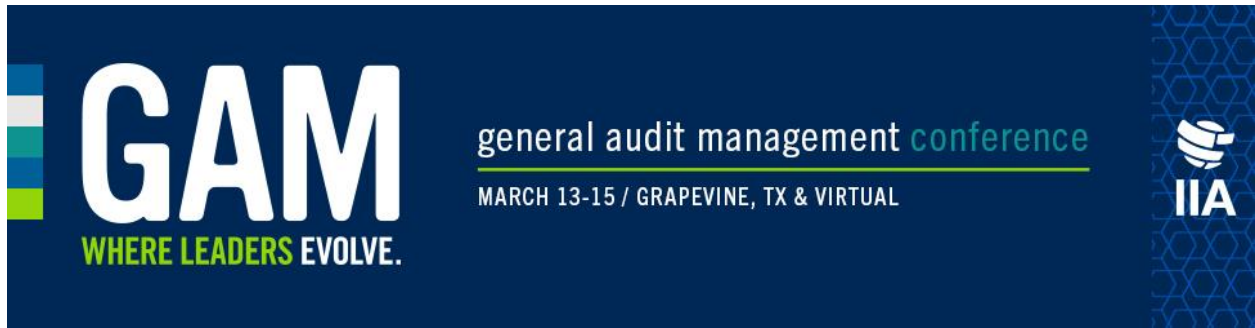 GAM
WHERE LEADERS EVOLVE.
general audit management conference
MARCH 13-15 / GRAPEVINE, TX & VIRTUAL
IIA